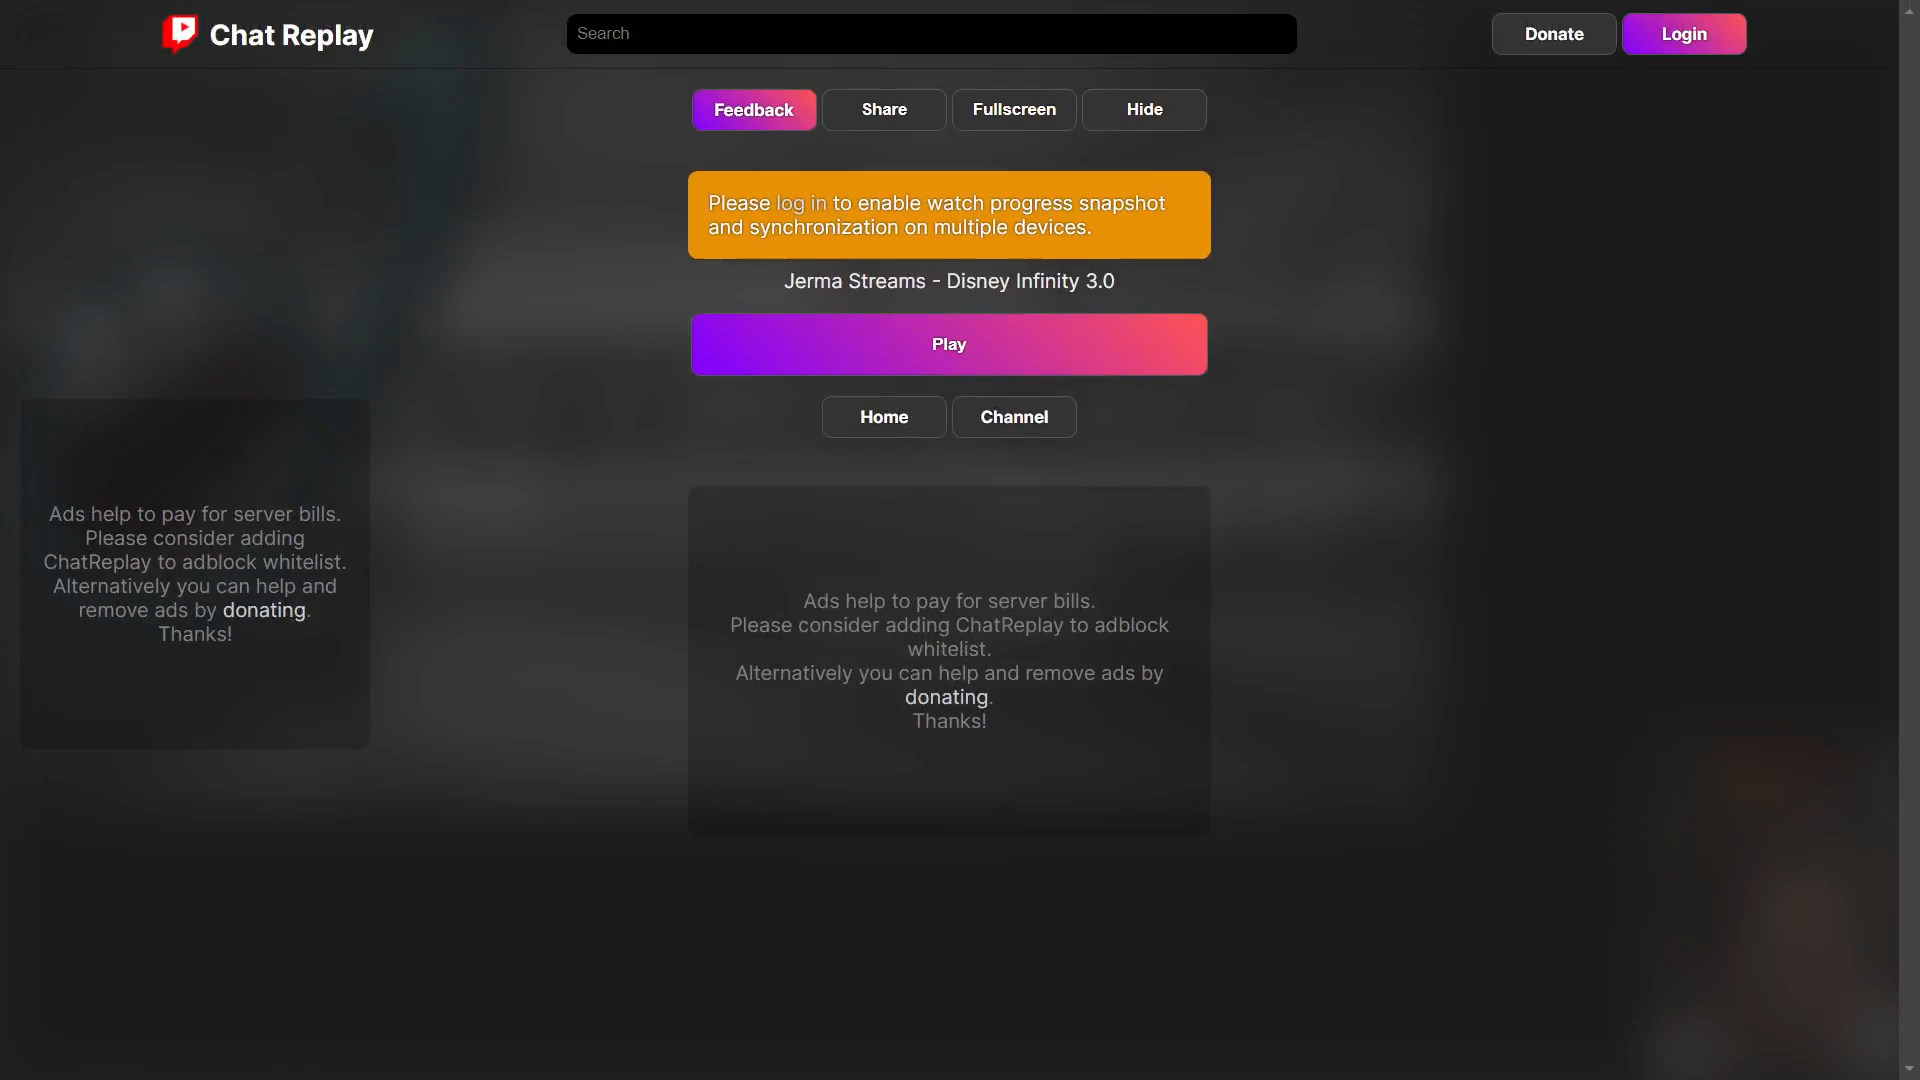 Chat Replay
Search
Donate
Login
Feedback
Share
Fullscreen
Hide
Please log in to enable watch progress snapshot
and synchronization on multiple devices.
Jerma Streams - Disney Infinity 3.0
Play
Home
Channel
Ads help to pay for server bills.
Please consider adding
ChatReplay to adblock whitelist.
Alternatively you can help and
remove ads by donating.
Thanks!
Ads help to pay for server bills.
Please consider adding ChatReplay to adblock
whitelist.
Alternatively you can help and remove ads by
donating.
Thanks!